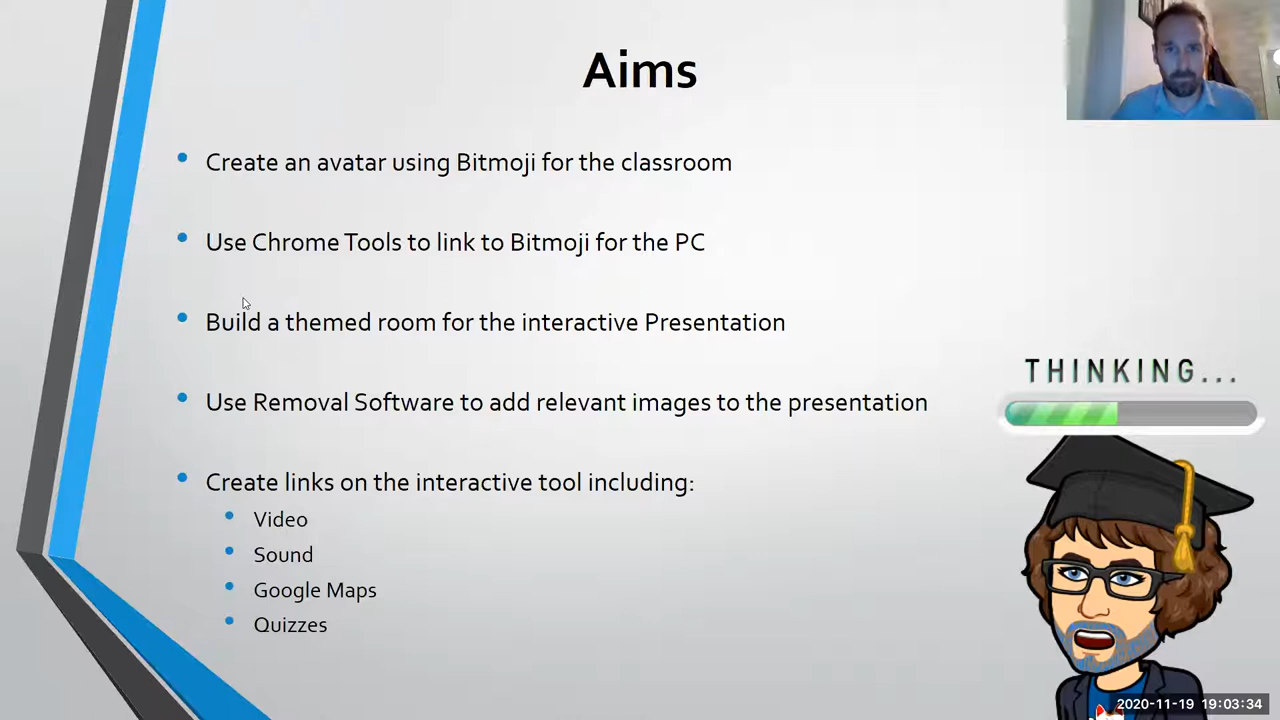 Aims
Create an avatar using Bitmoji for the classroom
Use Chrome Tools to link to Bitmoji for the PC
Build a themed room for the interactive Presentation
Use Removal Software to add relevant images to the presentation
THINKING...
Create links on the interactive tool including:
Video
Sound
Google Maps
Quizzes
2020-11-19 19:03:34